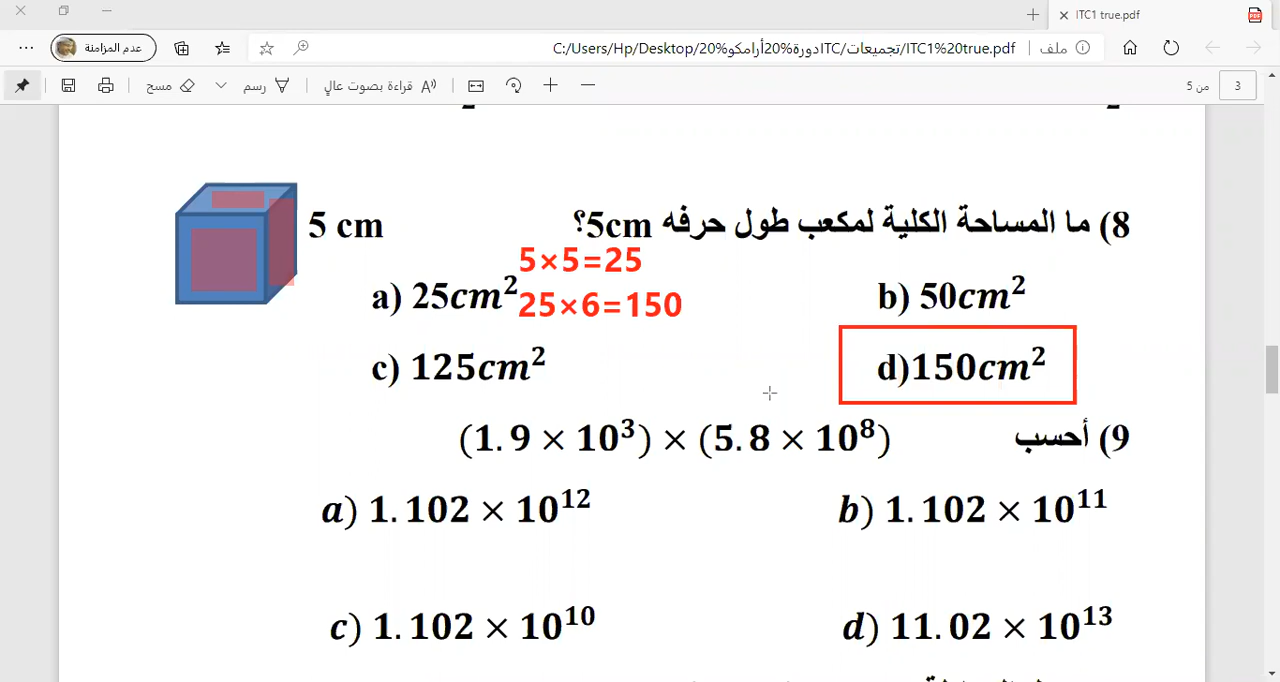 ITC1 true.pdf
عدم المزامنة
ملف
C:/Users/Hp/Desktop/دورة%20أرامكو%20ITC/تجميعات/ITC1%20true.pdf
3 من 5
قراءة بصوت عالٍ
رسم
مسح
8) ما المساحة الكلية لمكعب طول حرفه 5cm؟
5 cm
5×5=25
a) 25cm²
25×6=150
b) 50cm²
c) 125cm²
d)150cm²
9) أحسب
(1.9 × 10³) × (5.8 × 10⁸)
a) 1.102 × 10¹²
b) 1.102 × 10¹¹
c) 1.102 × 10¹⁰
d) 11.02 × 10¹³